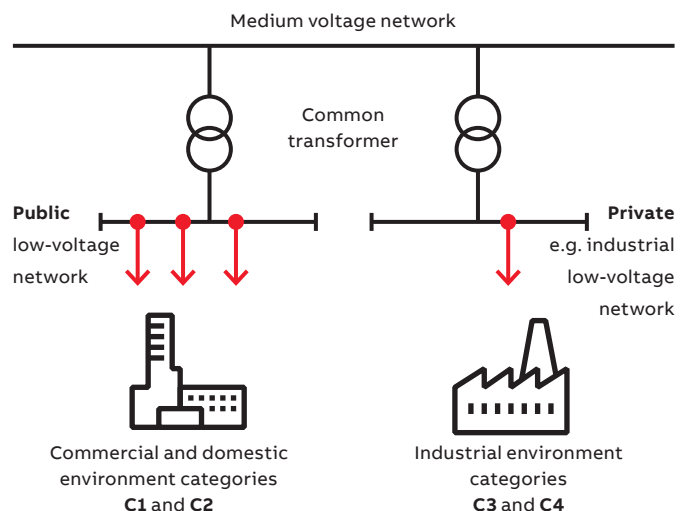 Medium voltage network
Common
transformer
Public
low-voltage
network
Private
e.g. industrial
low-voltage
network
Commercial and domestic
environment categories
C1 and C2
Industrial environment
categories
C3 and C4